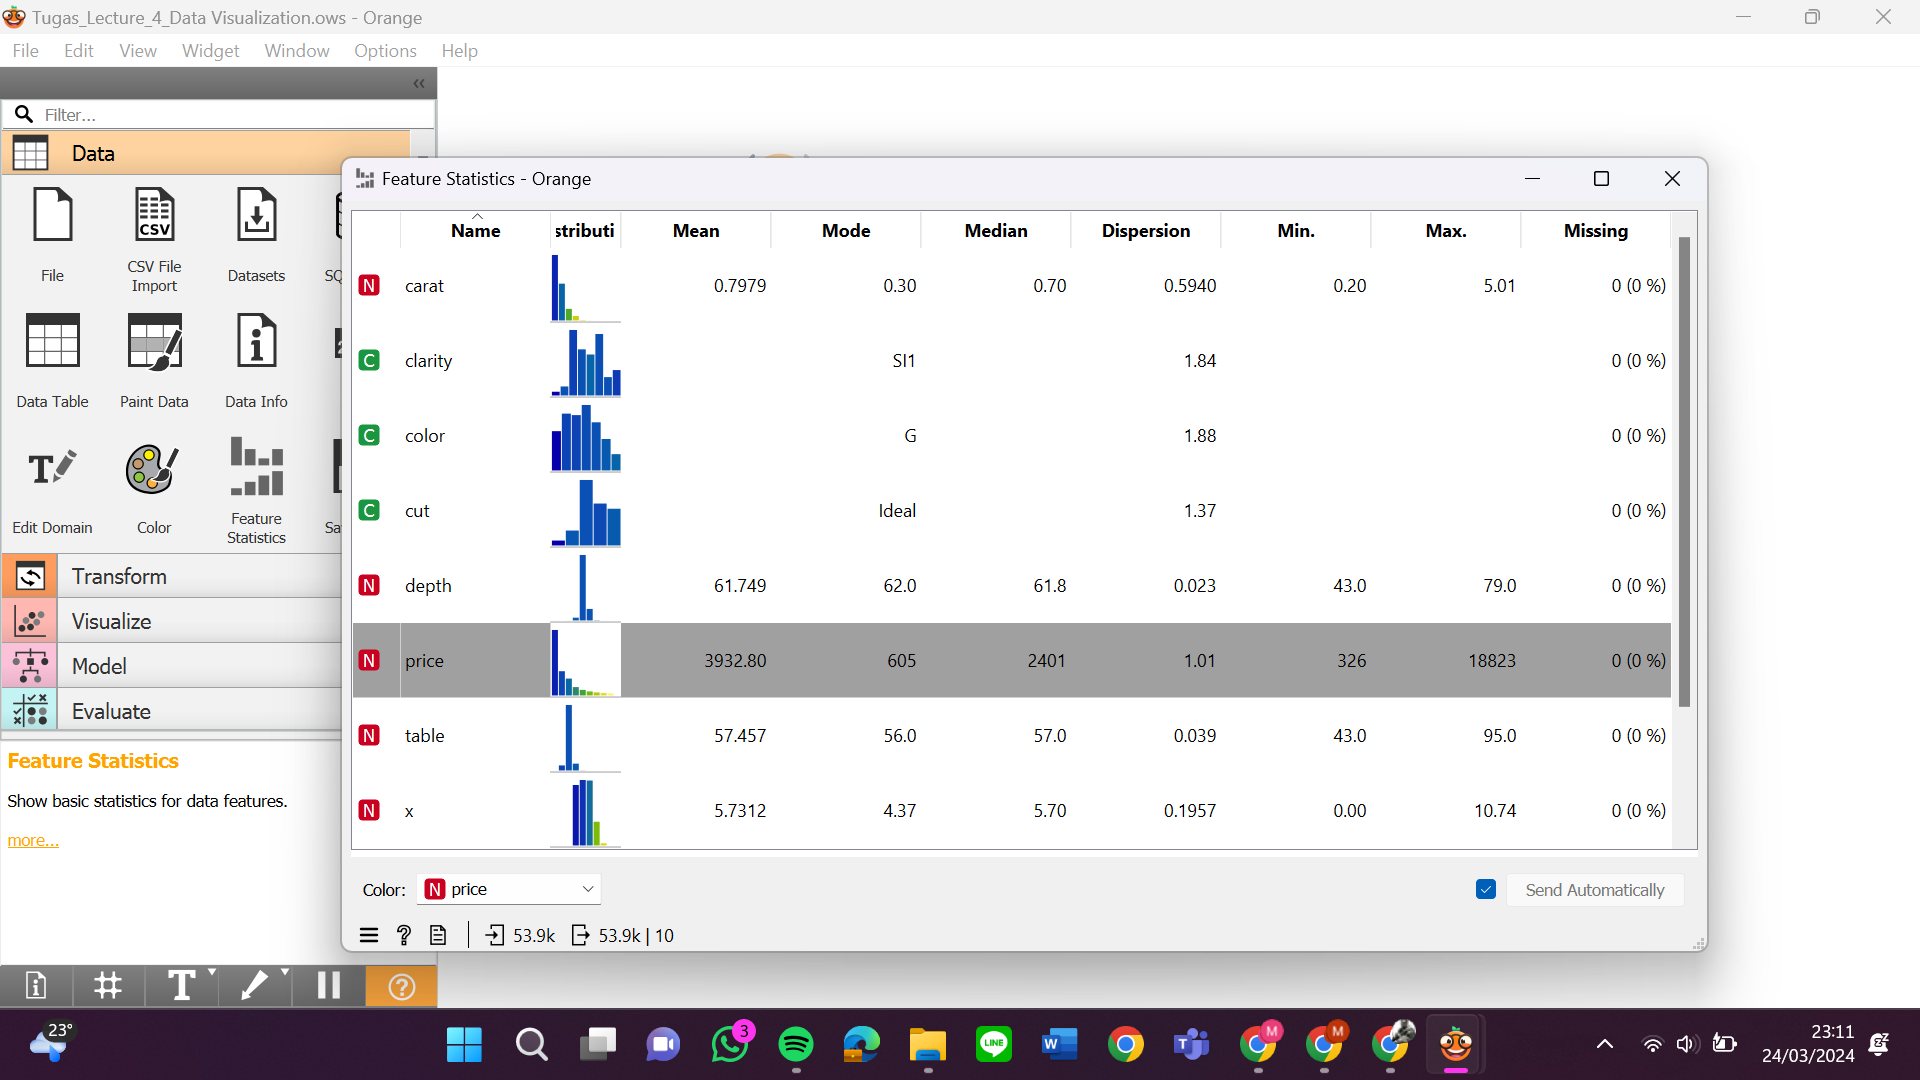 Tugas_Lecture_4_Data Visualization.ows - Orange
File Edit View Widget Window Options Help
Filter...
Data
File
CSV File Import
Datasets
Data Table
Paint Data
Data Info
Edit Domain
Color
Feature Statistics
Transform
Visualize
Model
Evaluate
Feature Statistics
Show basic statistics for data features.
more...
Feature Statistics - Orange
Name stributi Mean Mode Median Dispersion Min. Max. Missing
N carat 0.7979 0.30 0.70 0.5940 0.20 5.01 0 (0 %)
C clarity SI1 1.84 0 (0 %)
C color G 1.88 0 (0 %)
C cut Ideal 1.37 0 (0 %)
N depth 61.749 62.0 61.8 0.023 43.0 79.0 0 (0 %)
N price 3932.80 605 2401 1.01 326 18823 0 (0 %)
N table 57.457 56.0 57.0 0.039 43.0 95.0 0 (0 %)
N x 5.7312 4.37 5.70 0.1957 0.00 10.74 0 (0 %)
Color: N price
Send Automatically
53.9k 53.9k | 10
23°
3
LINE
W
T
M
M
23:11
24/03/2024